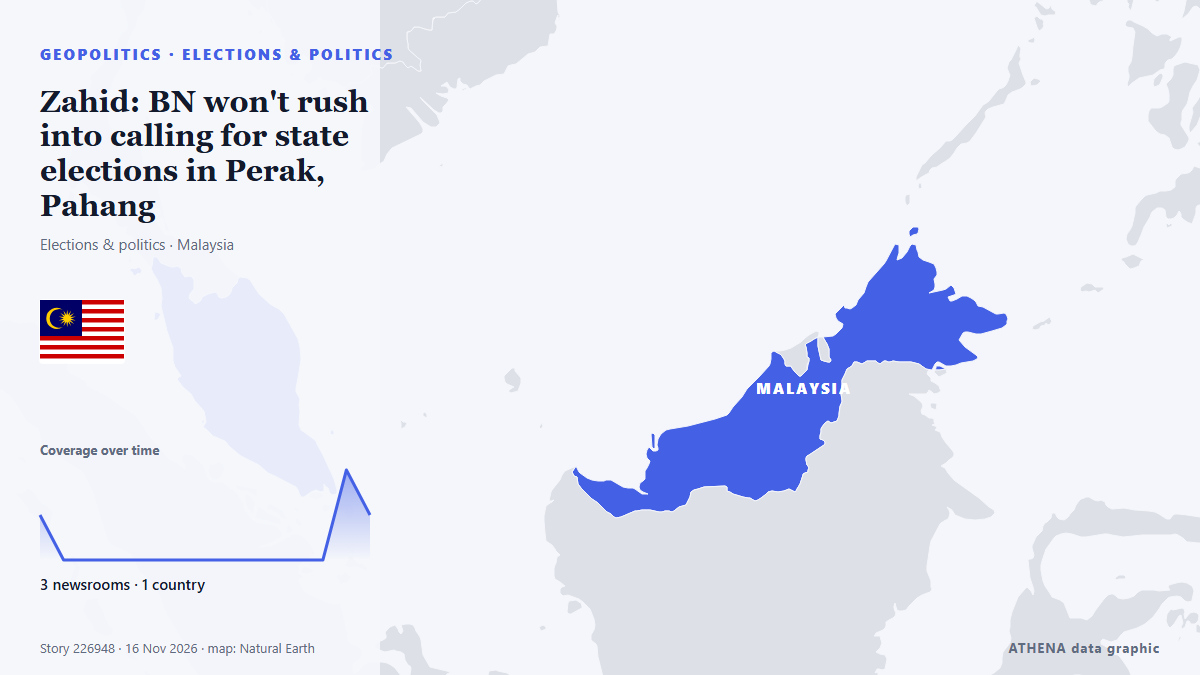 GEOPOLITICS · ELECTIONS & POLITICS
Zahid: BN won't rush
into calling for state
elections in Perak,
Pahang
Elections & politics · Malaysia
MALAYSIA
Coverage over time
3 newsrooms · 1 country
Story 226948 · 16 Nov 2026 · map: Natural Earth
ATHENA data graphic